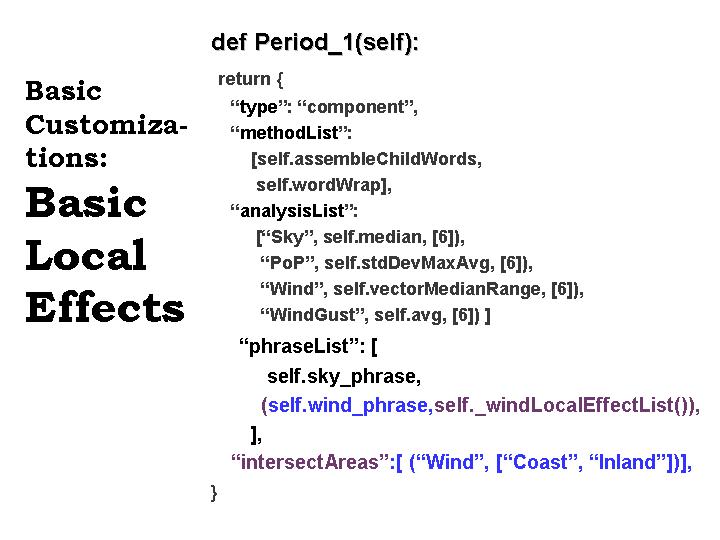 Basic
Customiza-
tions:
Basic
Local
Effects
def Period_1(self):
return {
“type”: “component”,
“methodList”:
[self.assembleChildWords,
self.wordWrap],
“analysisList”:
[“Sky”, self.median, [6]),
“PoP”, self.stdDevMaxAvg, [6]),
“Wind”, self.vectorMedianRange, [6]),
“WindGust”, self.avg, [6]) ]
“phraseList”: [
self.sky_phrase,
(self.wind_phrase,self._windLocalEffectList()),
],
“intersectAreas”:[ (“Wind”, [“Coast”, “Inland”])],
}